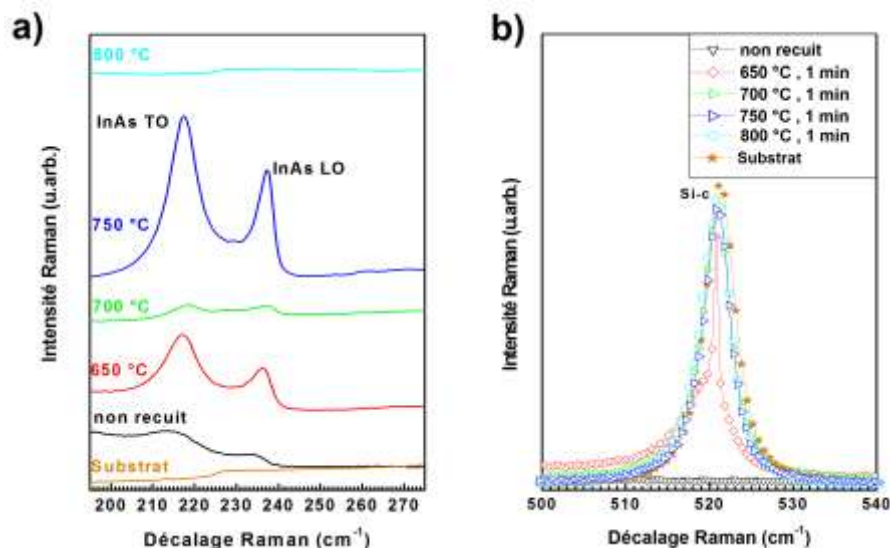 a)
800 °C
InAs TO
InAs LO
750 °C
700 °C
650 °C
non recuit
Substrat
Intensité Raman (u.arb.)
200 210 220 230 240 250 260 270
Décalage Raman (cm-1)
b)
non recuit
650 °C , 1 min
700 °C , 1 min
750 °C , 1 min
800 °C , 1 min
Substrat
Si-c
Intensité Raman (u.arb.)
500 510 520 530 540
Décalage Raman (cm-1)